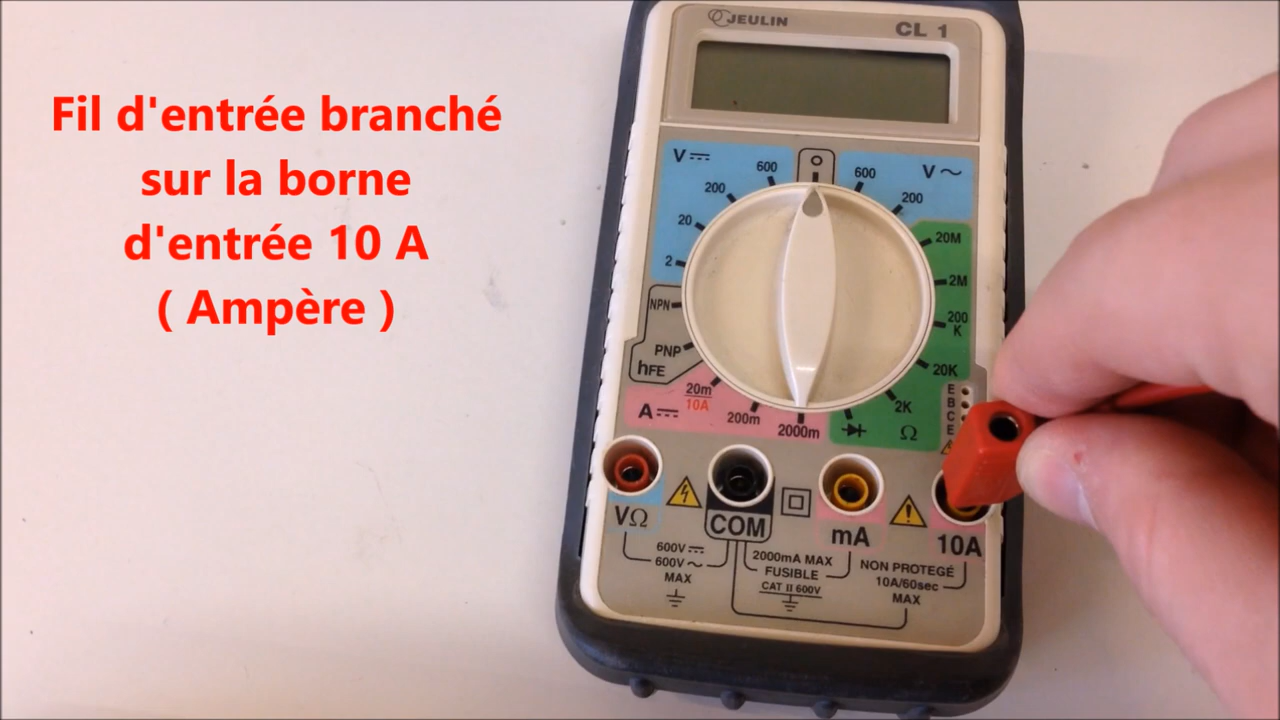 Fil d'entrée branché
sur la borne
d'entrée 10 A
( Ampère )
JEULIN
CL 1
V
V
600
600
200
200
20
20M
2
2M
NPN
200
K
PNP
20K
hFE
20m
10A
A
200m
2000m
2K
Ω
E
B
C
E
VΩ
COM
mA
10A
600V
600V
MAX
2000mA MAX
FUSIBLE
CAT II 600V
NON PROTEGÉ
10A/60sec
MAX